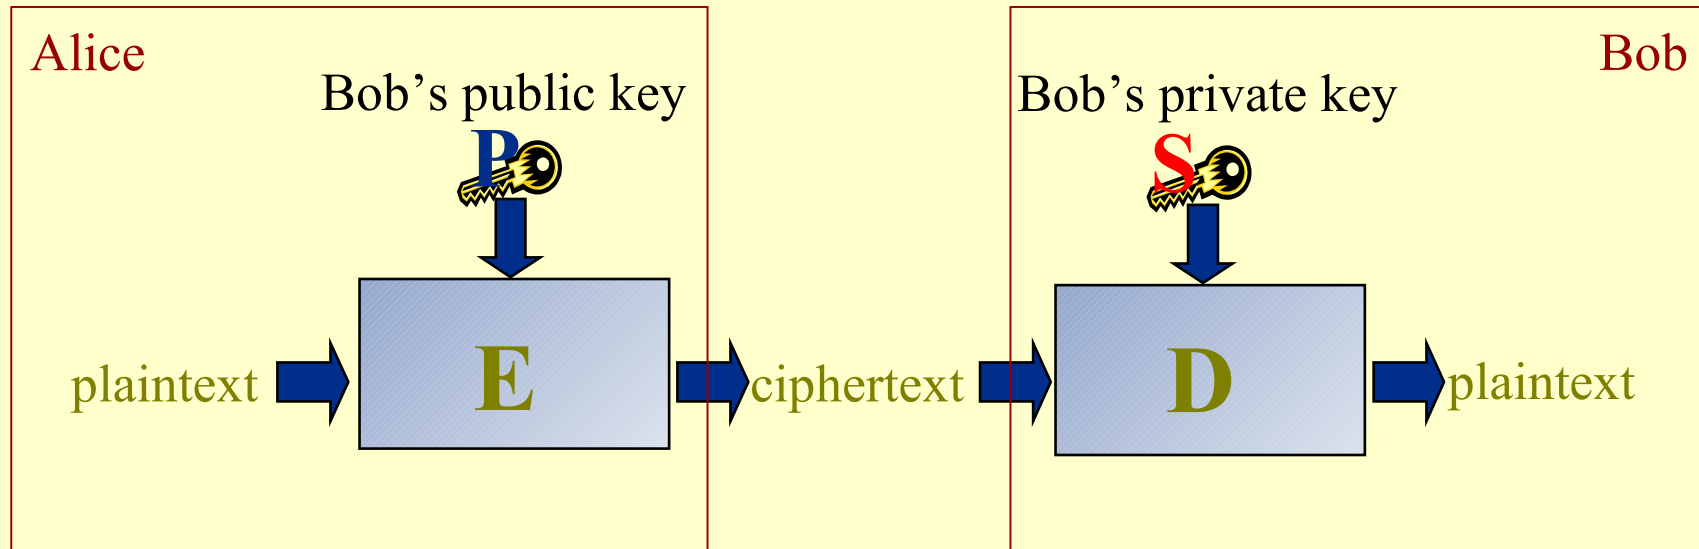 Alice
Bob
Bob's public key
Bob's private key
P
S
E
D
plaintext
ciphertext
plaintext